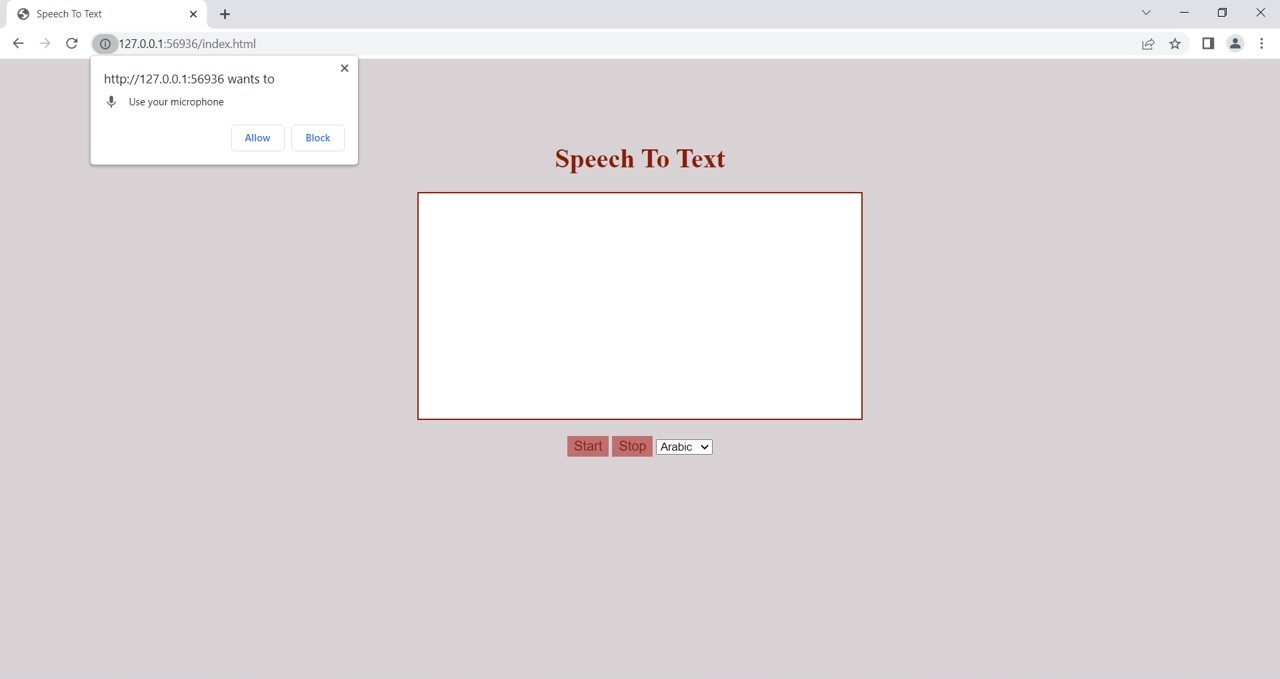 Speech To Text
127.0.0.1:56936/index.html
http://127.0.0.1:56936 wants to
Use your microphone
Allow Block
Speech To Text
Start Stop Arabic